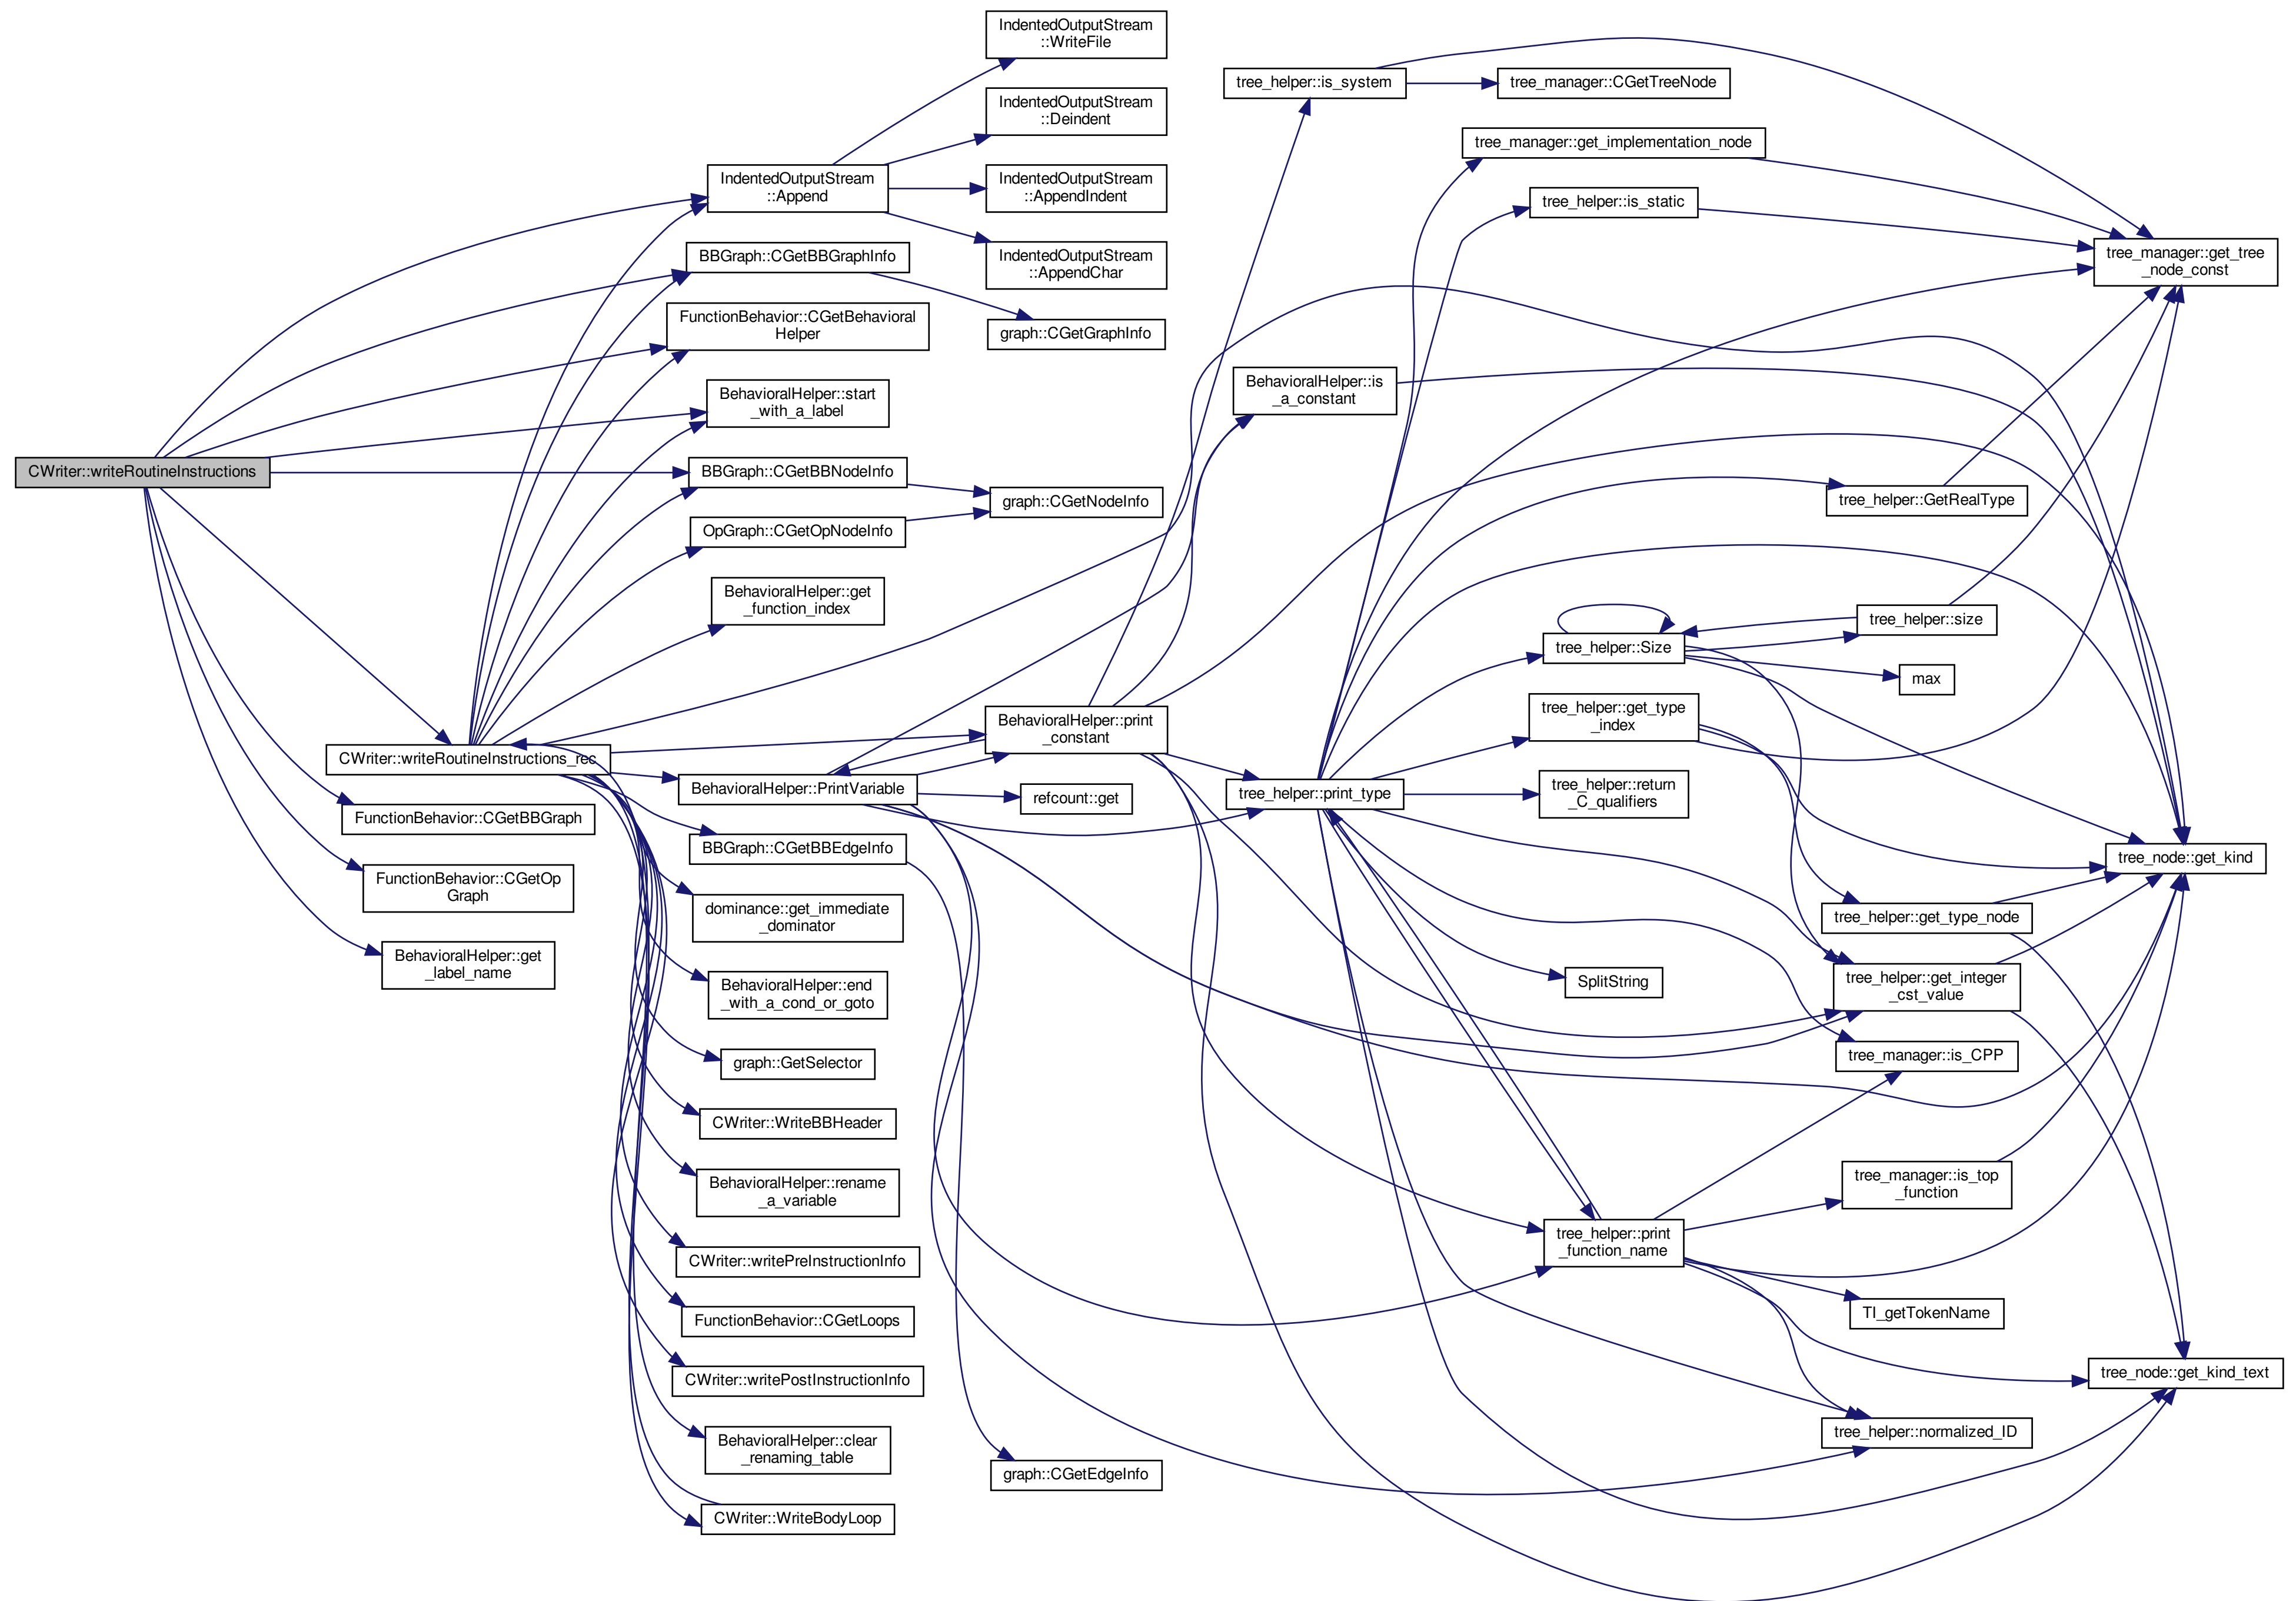 CWriter::writeRoutineInstructions
CWriter::writeRoutineInstructions_rec
FunctionBehavior::CGetBBGraph
FunctionBehavior::CGetOp
Graph
BehavioralHelper::get
_label_name
IndentedOutputStream
::Append
BBGraph::CGetBBGraphInfo
FunctionBehavior::CGetBehavioral
Helper
BehavioralHelper::start
_with_a_label
BBGraph::CGetBBNodeInfo
OpGraph::CGetOpNodeInfo
BehavioralHelper::get
_function_index
BehavioralHelper::PrintVariable
BBGraph::CGetBBEdgeInfo
dominance::get_immediate
_dominator
BehavioralHelper::end
_with_a_cond_or_goto
graph::GetSelector
CWriter::WriteBBHeader
BehavioralHelper::rename
_a_variable
CWriter::writePreInstructionInfo
FunctionBehavior::CGetLoops
CWriter::writePostInstructionInfo
BehavioralHelper::clear
_renaming_table
CWriter::WriteBodyLoop
IndentedOutputStream
::WriteFile
IndentedOutputStream
::Deindent
IndentedOutputStream
::AppendIndent
IndentedOutputStream
::AppendChar
graph::CGetGraphInfo
graph::CGetNodeInfo
BehavioralHelper::print
_constant
refcount::get
graph::CGetEdgeInfo
tree_helper::is_system
BehavioralHelper::is
_a_constant
tree_helper::print_type
tree_manager::CGetTreeNode
tree_manager::get_implementation_node
tree_helper::is_static
tree_helper::Size
tree_helper::get_type
_index
tree_helper::return
_C_qualifiers
SplitString
tree_helper::print
_function_name
tree_helper::GetRealType
tree_helper::size
max
tree_helper::get_type_node
tree_helper::get_integer
_cst_value
tree_manager::is_CPP
tree_manager::is_top
_function
TI_getTokenName
tree_helper::normalized_ID
tree_manager::get_tree
_node_const
tree_node::get_kind
tree_node::get_kind_text